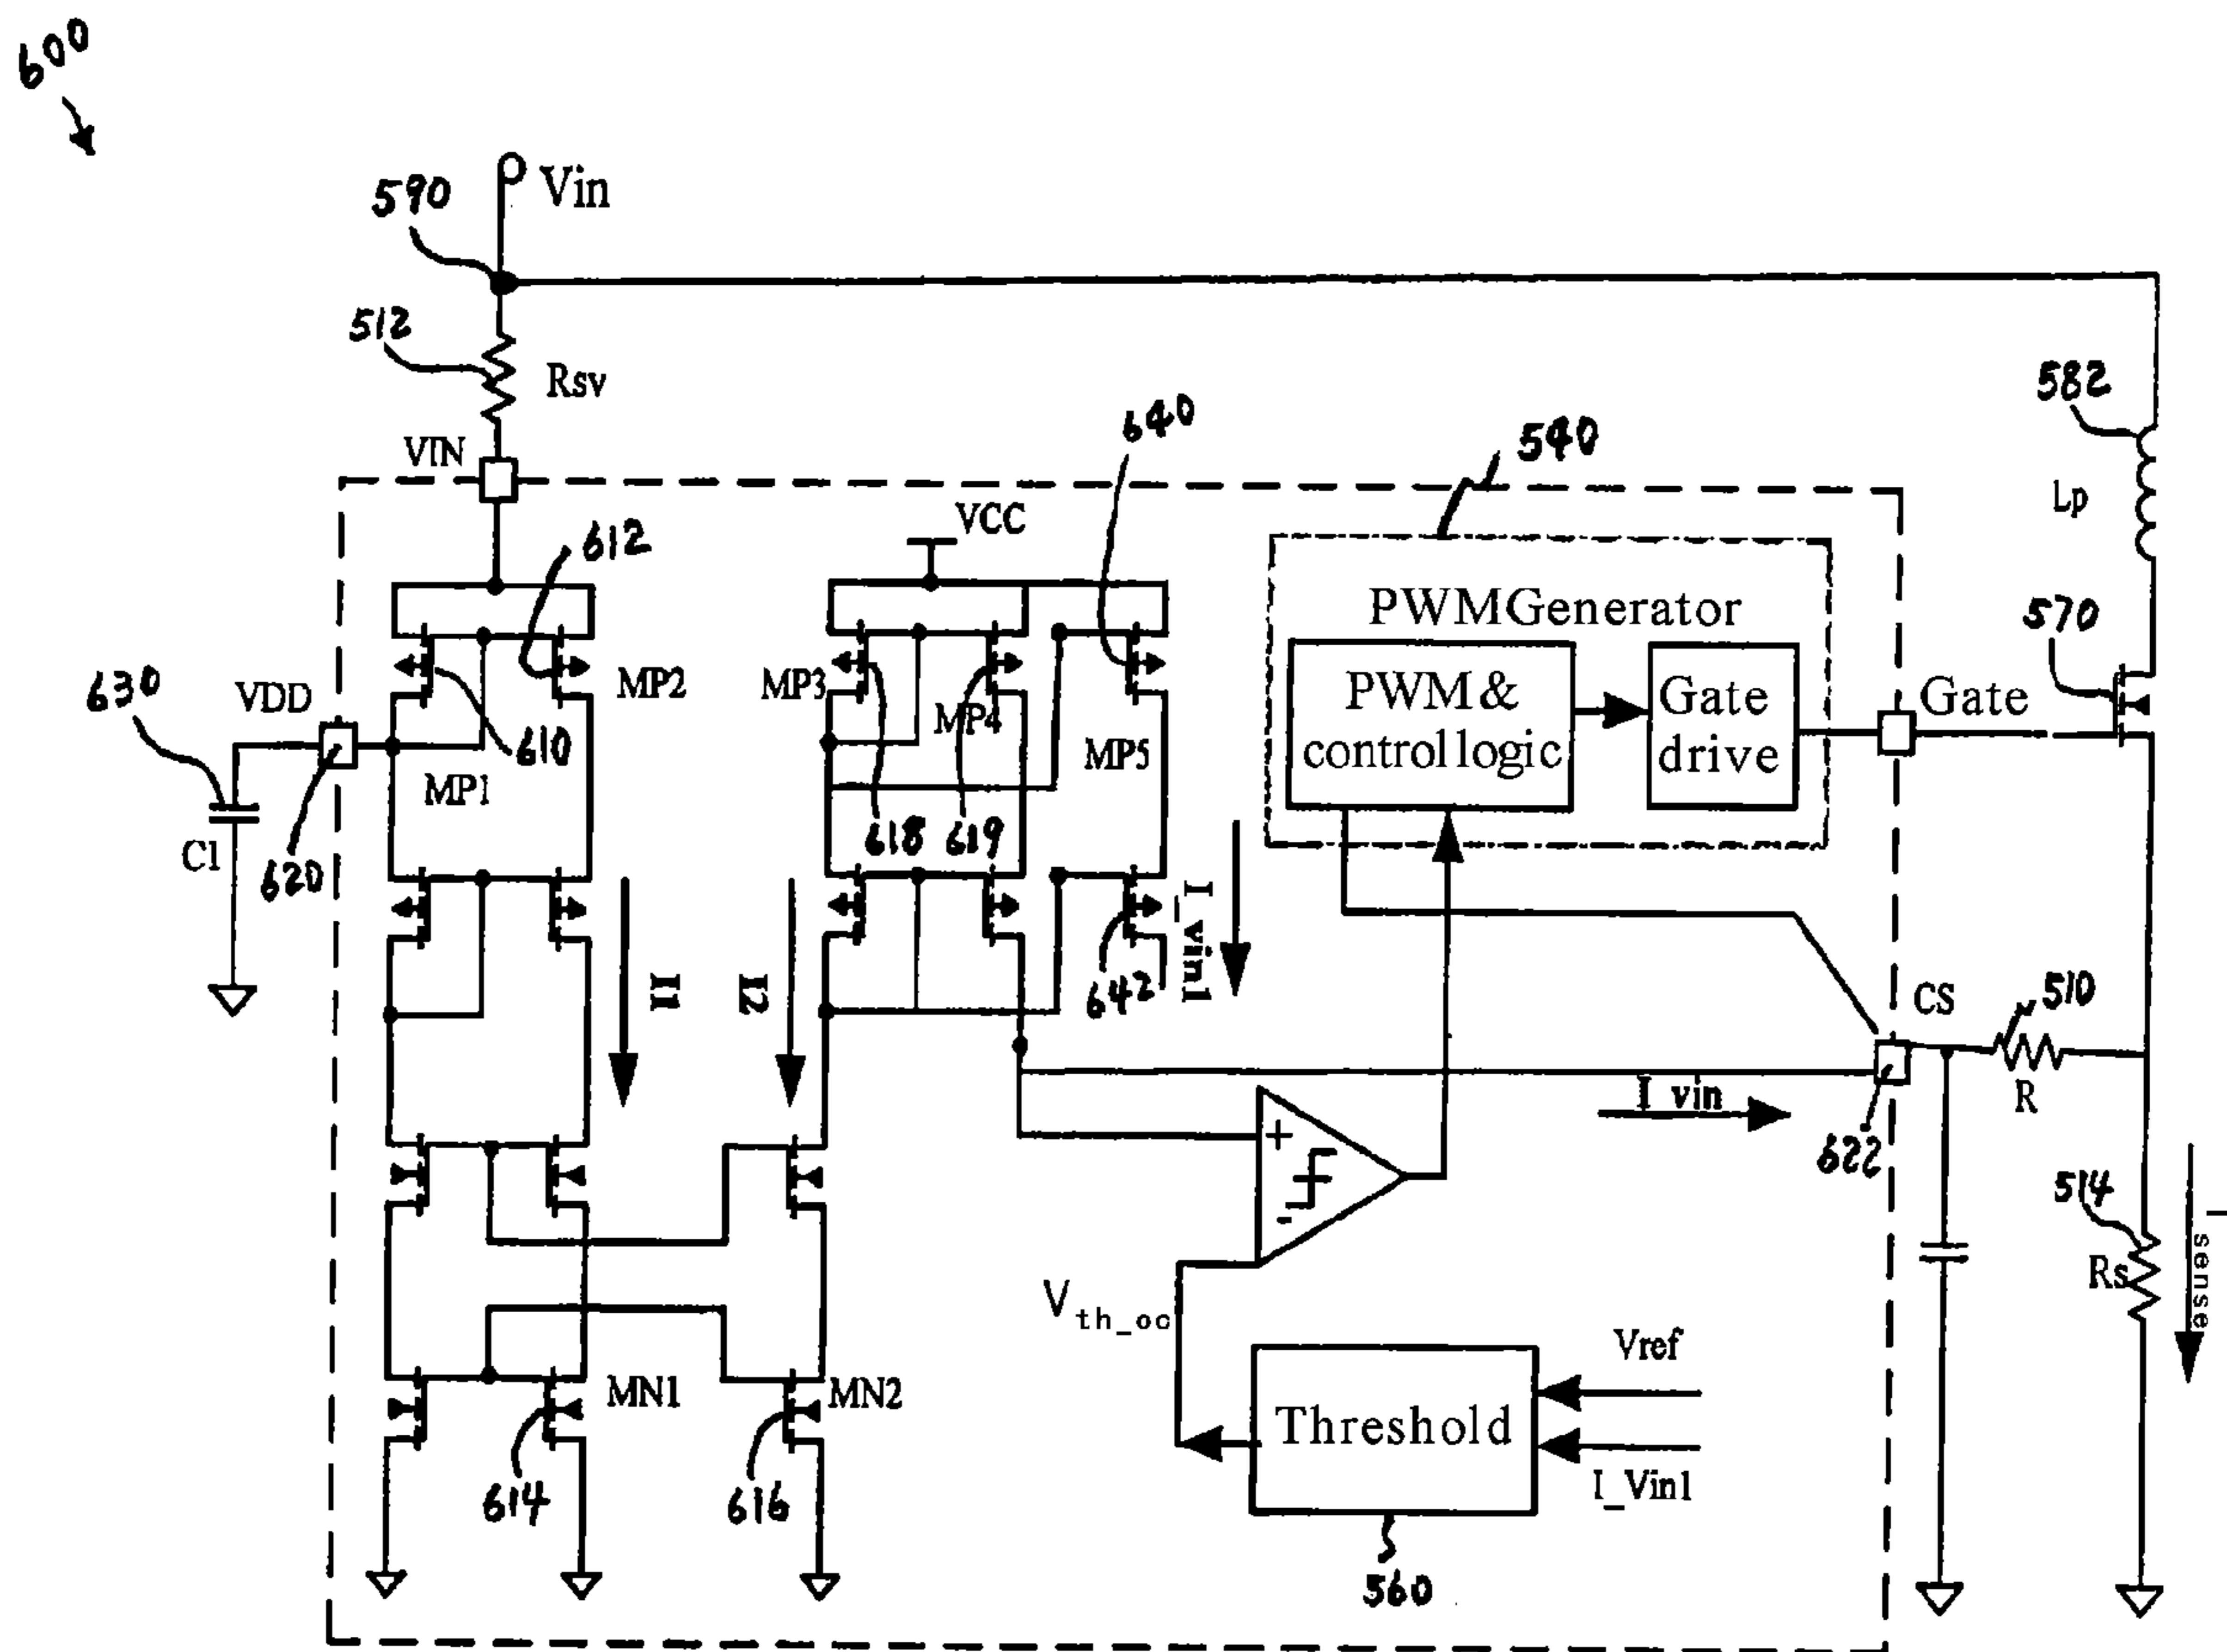 600
590
Vin
512
Rsv
VIN
582
Lp
640
540
612
VCC
PWMGenerator
570
PWM &
control logic
Gate
drive
Gate
630
VDD
MP2
MP3
MP4
MP5
610
MP1
C1
620
618
619
I_vin1
642
I1
I2
CS
510
R
I_vin
622
+
-
514
Rs
I_sense
Vth_oc
Vref
Threshold
I_Vin1
MN1
MN2
614
616
560